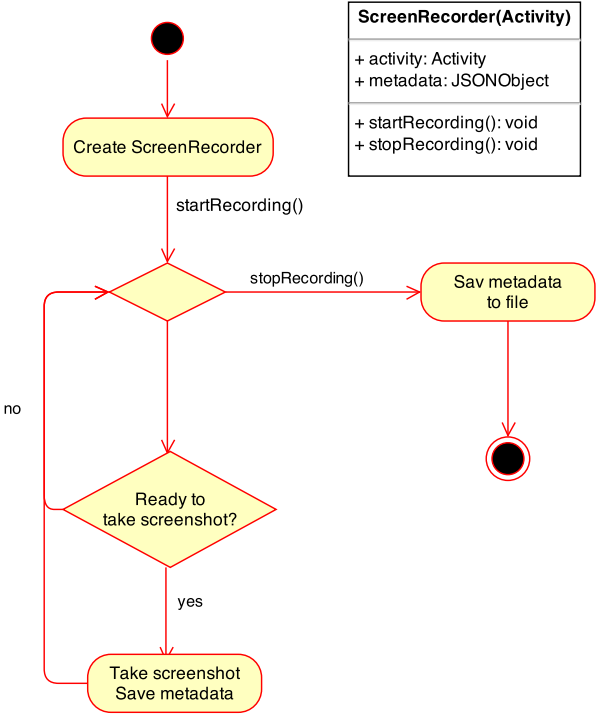 ScreenRecorder(Activity)
+ activity: Activity
+ metadata: JSONObject
+ startRecording(): void
+ stopRecording(): void
Create ScreenRecorder
startRecording()
stopRecording()
Sav metadata
to file
no
Ready to
take screenshot?
yes
Take screenshot
Save metadata